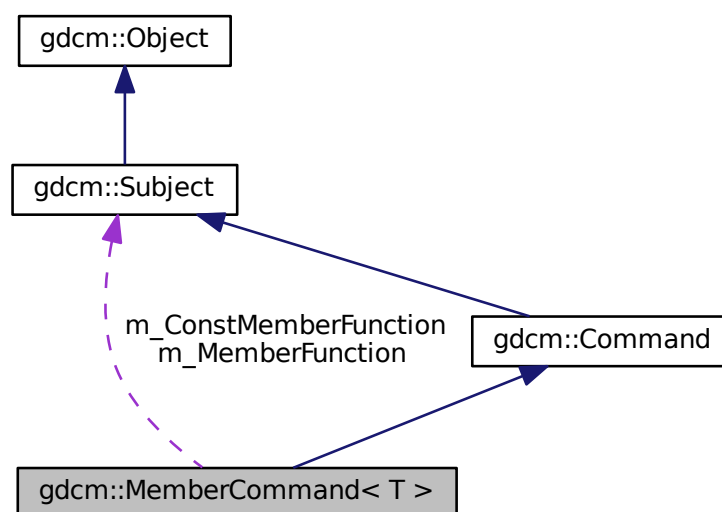 gdcm::Object
gdcm::Subject
m_ConstMemberFunction
m_MemberFunction
gdcm::Command
gdcm::MemberCommand< T >